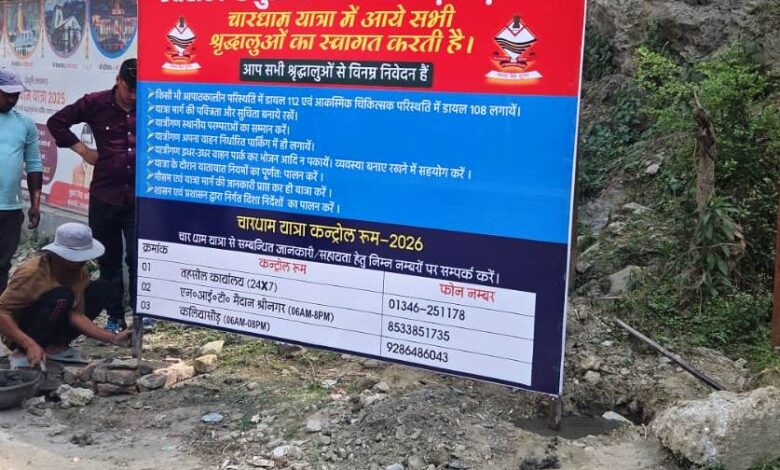 चारधाम यात्रा में आये सभी
श्रृद्धालुओं का स्वागत करती है।
आप सभी श्रृद्धालुओं से विनम्र निवेदन हैं
किसी भी आपातकालीन परिस्थिति में डायल 112 एवं आकस्मिक चिकित्सक परिस्थिति में डायल 108 लगायें।
यात्रा मार्ग की पवित्रता और सुचिता बनाए रखें।
यात्रीगण स्थानीय परम्पराओं का सम्मान करें।
यात्रीगण अपना वाहन निर्धारित पार्किंग में ही लगायें।
यात्रीगण इधर-उधर वाहन पार्क कर भोजन आदि न पकायें। व्यवस्था बनाए रखने में सहयोग करें ।
यात्रा के दौरान यातायात नियमों का पूर्णतः पालन करें ।
मौसम एवं यात्रा मार्ग की जानकारी प्राप्त कर ही यात्रा करें ।
शासन एवं प्रशासन द्वारा निर्गत दिशा निर्देशों का पालन करें।
चारधाम यात्रा कन्ट्रोल रूम-2026
चार धाम यात्रा से सम्बन्धित जानकारी/सहायता हेतु निम्न नम्बरों पर सम्पर्क करें।
क्रमांक कन्ट्रोल रूम फोन नम्बर
01 तहसील कार्यालय (24X7) 01346-251178
02 एन०आई०टी० मैदान श्रीनगर (06AM-8PM) 8533851735
03 कलियासौड़ (06AM-08PM) 9286486043
यात्रा 2025